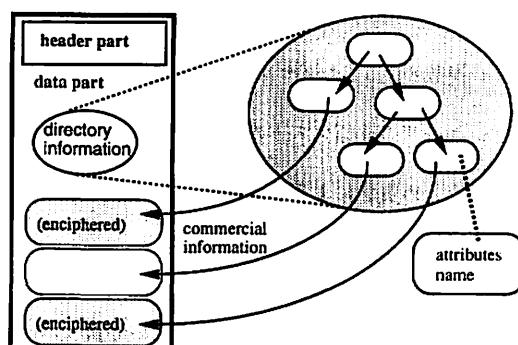 header part
data part
directory
information
(enciphered)
commercial
information
(enciphered)
attributes
name